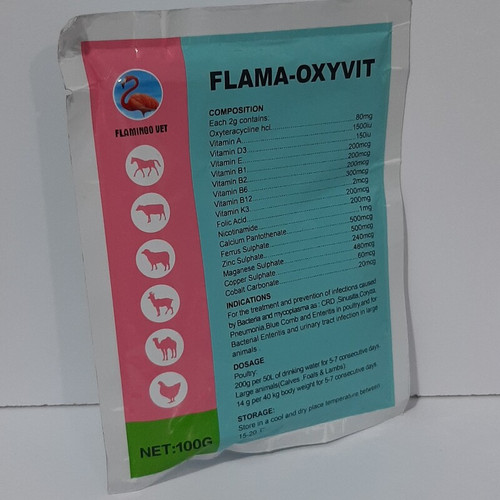 FLAMA-OXYVIT
FLAMINGO VET
COMPOSITION
Each 2g contains.
Oxyteracycline hcl....80mg
Vitamin A....1500iu
Vitamin D3....150iu
Vitamin E....200mcg
Vitamin B1....200mcg
Vitamin B2....200mcg
Vitamin B6....300mcg
Vitamin B12....2mcg
Vitamin K3....200mcg
Folic Acid....200mg
Nicotinamide....1mg
Calcium Pantothenate....500mcg
Ferrus Sulphate....500mcg
Zinc Sulphate....240mcg
Maganese Sulphate....480mcg
Copper Sulphate....60mcg
Cobalt Carbonate....20mcg
INDICATIONS
For the treatment and prevention of infections caused
by Bacteria and mycoplasma as : CRD ,Sinusitis,Coryza,
Pneumonia,Blue Comb and Enteritis in poultry,and for
Bacterial Enteritis and urinary tract infection in large
animals .
DOSAGE
Poultry:
200g per 50L of drinking water for 5-7 consecutive days.
Large animals(Calves ,Foals & Lambs)
14 g per 40 kg body weight for 5-7 consecutive days.
STORAGE:
Store in a cool and dry place temperature between
15-20
NET:100G